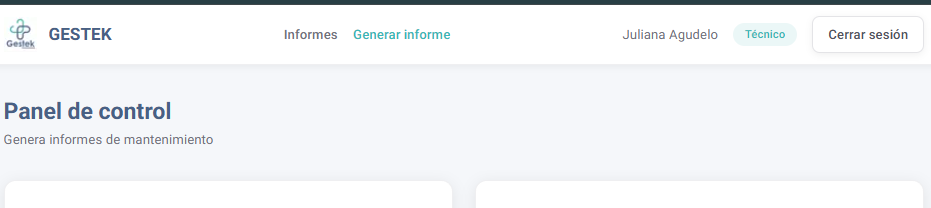 Gestek
GESTEK
Informes
Generar informe
Juliana Agudelo
Técnico
Cerrar sesión
Panel de control
Genera informes de mantenimiento